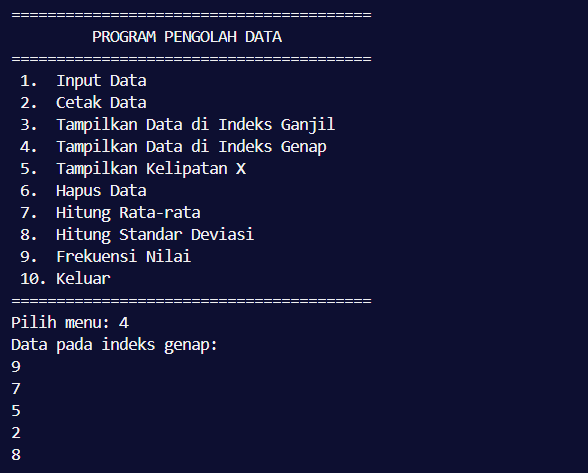 ========================================
         PROGRAM PENGOLAH DATA
========================================
 1.  Input Data
 2.  Cetak Data
 3.  Tampilkan Data di Indeks Ganjil
 4.  Tampilkan Data di Indeks Genap
 5.  Tampilkan Kelipatan X
 6.  Hapus Data
 7.  Hitung Rata-rata
 8.  Hitung Standar Deviasi
 9.  Frekuensi Nilai
 10. Keluar
========================================
Pilih menu: 4
Data pada indeks genap:
9
7
5
2
8